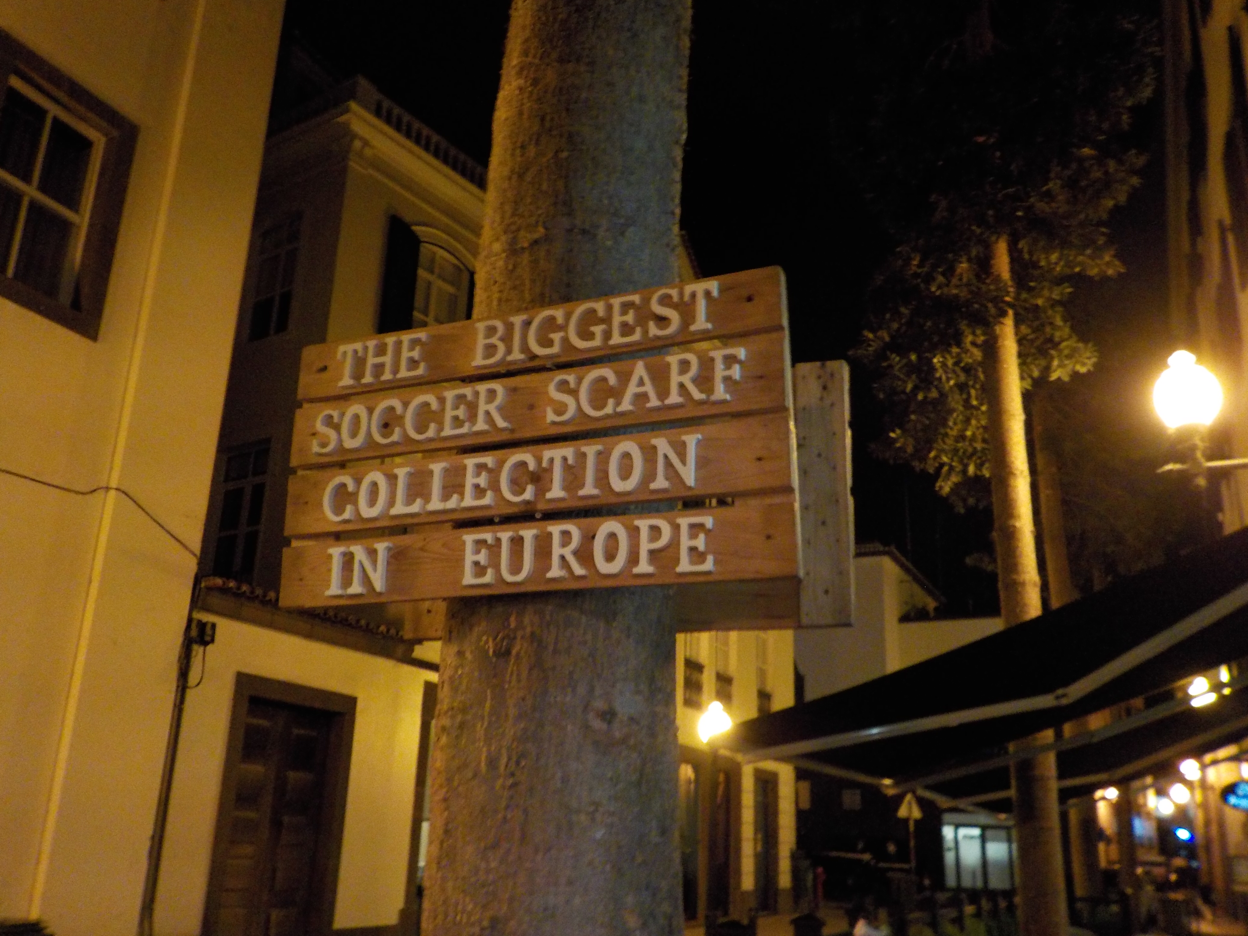 THE BIGGEST
SOCCER SCARF
COLLECTION
IN EUROPE